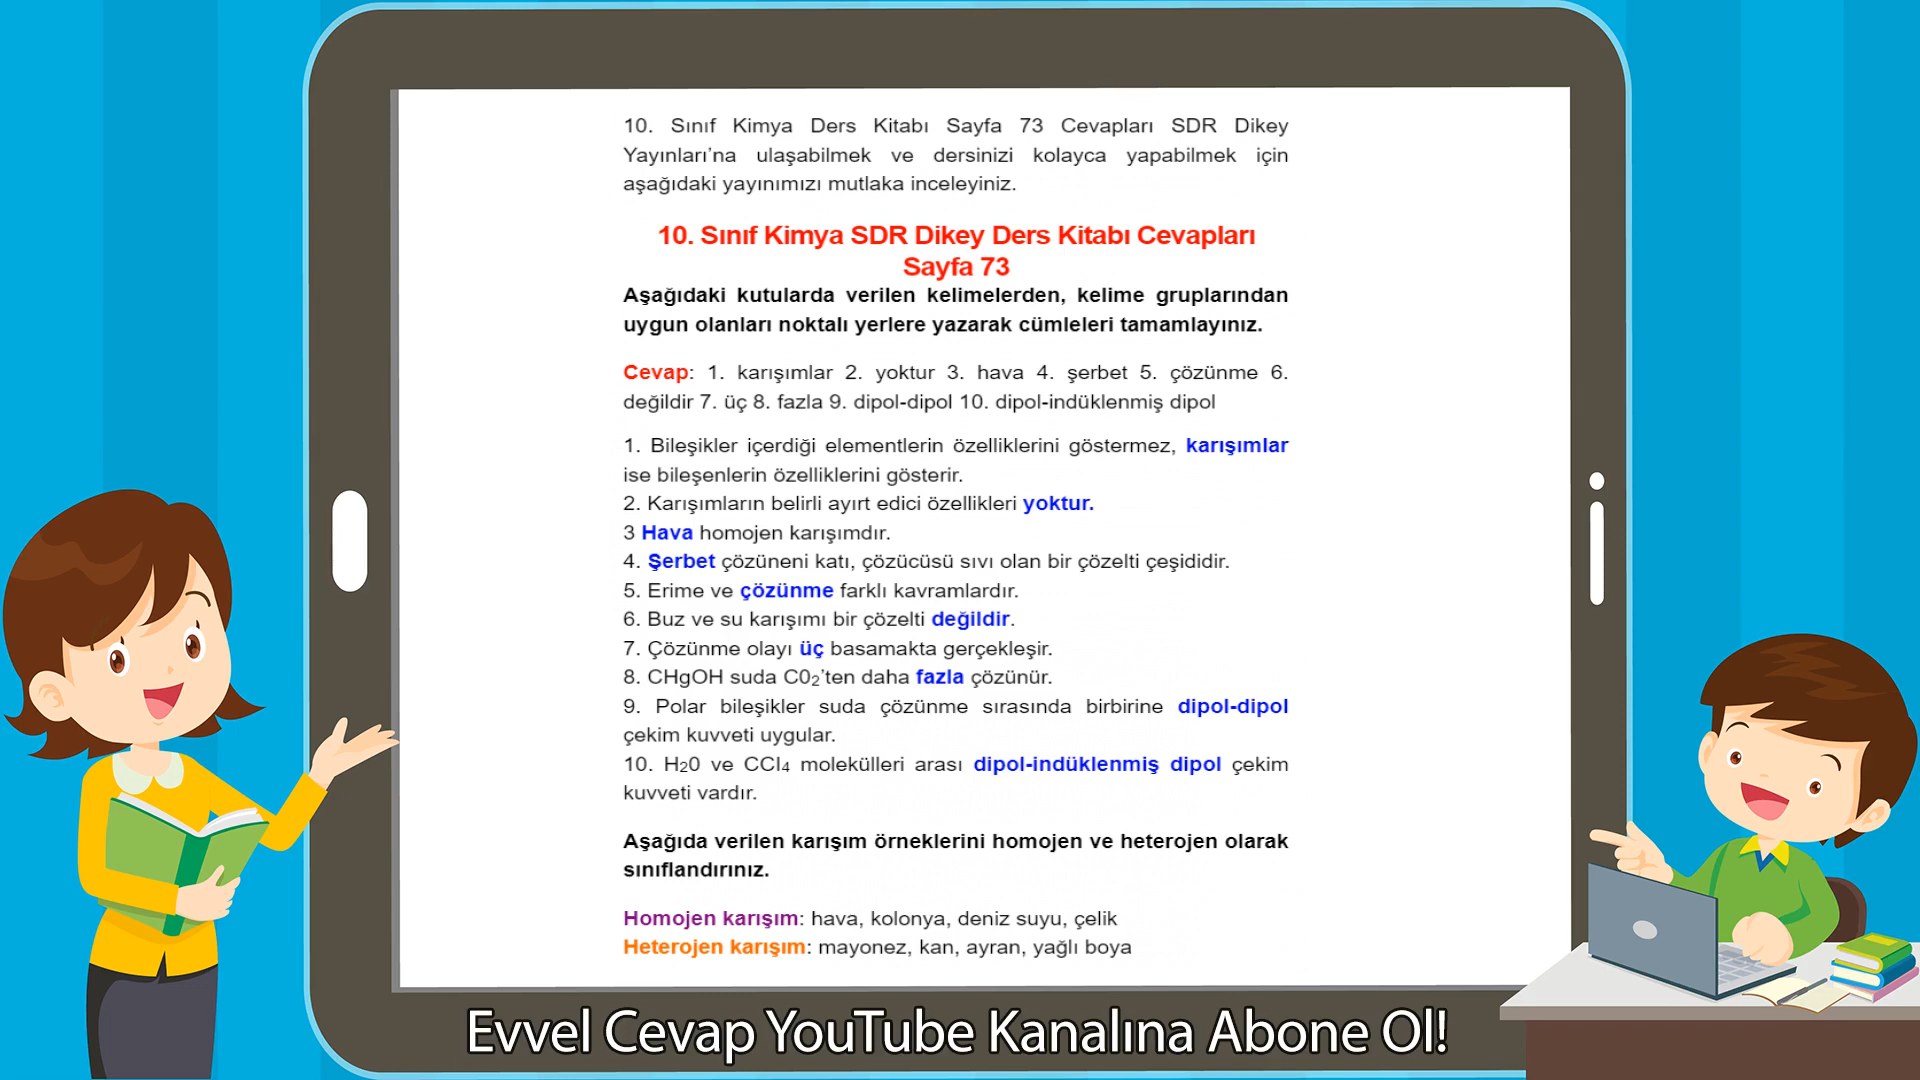 10. Sınıf Kimya Ders Kitabı Sayfa 73 Cevapları SDR Dikey
Yayınları’na ulaşabilmek ve dersinizi kolayca yapabilmek için
aşağıdaki yayınımızı mutlaka inceleyiniz.
10. Sınıf Kimya SDR Dikey Ders Kitabı Cevapları
Sayfa 73
Aşağıdaki kutularda verilen kelimelerden, kelime gruplarından
uygun olanları noktalı yerlere yazarak cümleleri tamamlayınız.
Cevap: 1. karışımlar 2. yoktur 3. hava 4. şerbet 5. çözünme 6.
değildir 7. üç 8. fazla 9. dipol-dipol 10. dipol-indüklenmiş dipol
1. Bileşikler içerdiği elementlerin özelliklerini göstermez, karışımlar
ise bileşenlerin özelliklerini gösterir.
2. Karışımların belirli ayırt edici özellikleri yoktur.
3 Hava homojen karışımdır.
4. Şerbet çözüneni katı, çözücüsü sıvı olan bir çözelti çeşididir.
5. Erime ve çözünme farklı kavramlardır.
6. Buz ve su karışımı bir çözelti değildir.
7. Çözünme olayı üç basamakta gerçekleşir.
8. CHgOH suda C0₂’ten daha fazla çözünür.
9. Polar bileşikler suda çözünme sırasında birbirine dipol-dipol
çekim kuvveti uygular.
10. H₂0 ve CCl₄ molekülleri arası dipol-indüklenmiş dipol çekim
kuvveti vardır.
Aşağıda verilen karışım örneklerini homojen ve heterojen olarak
sınıflandırınız.
Homojen karışım: hava, kolonya, deniz suyu, çelik
Heterojen karışım: mayonez, kan, ayran, yağlı boya
Evvel Cevap YouTube Kanalına Abone Ol!